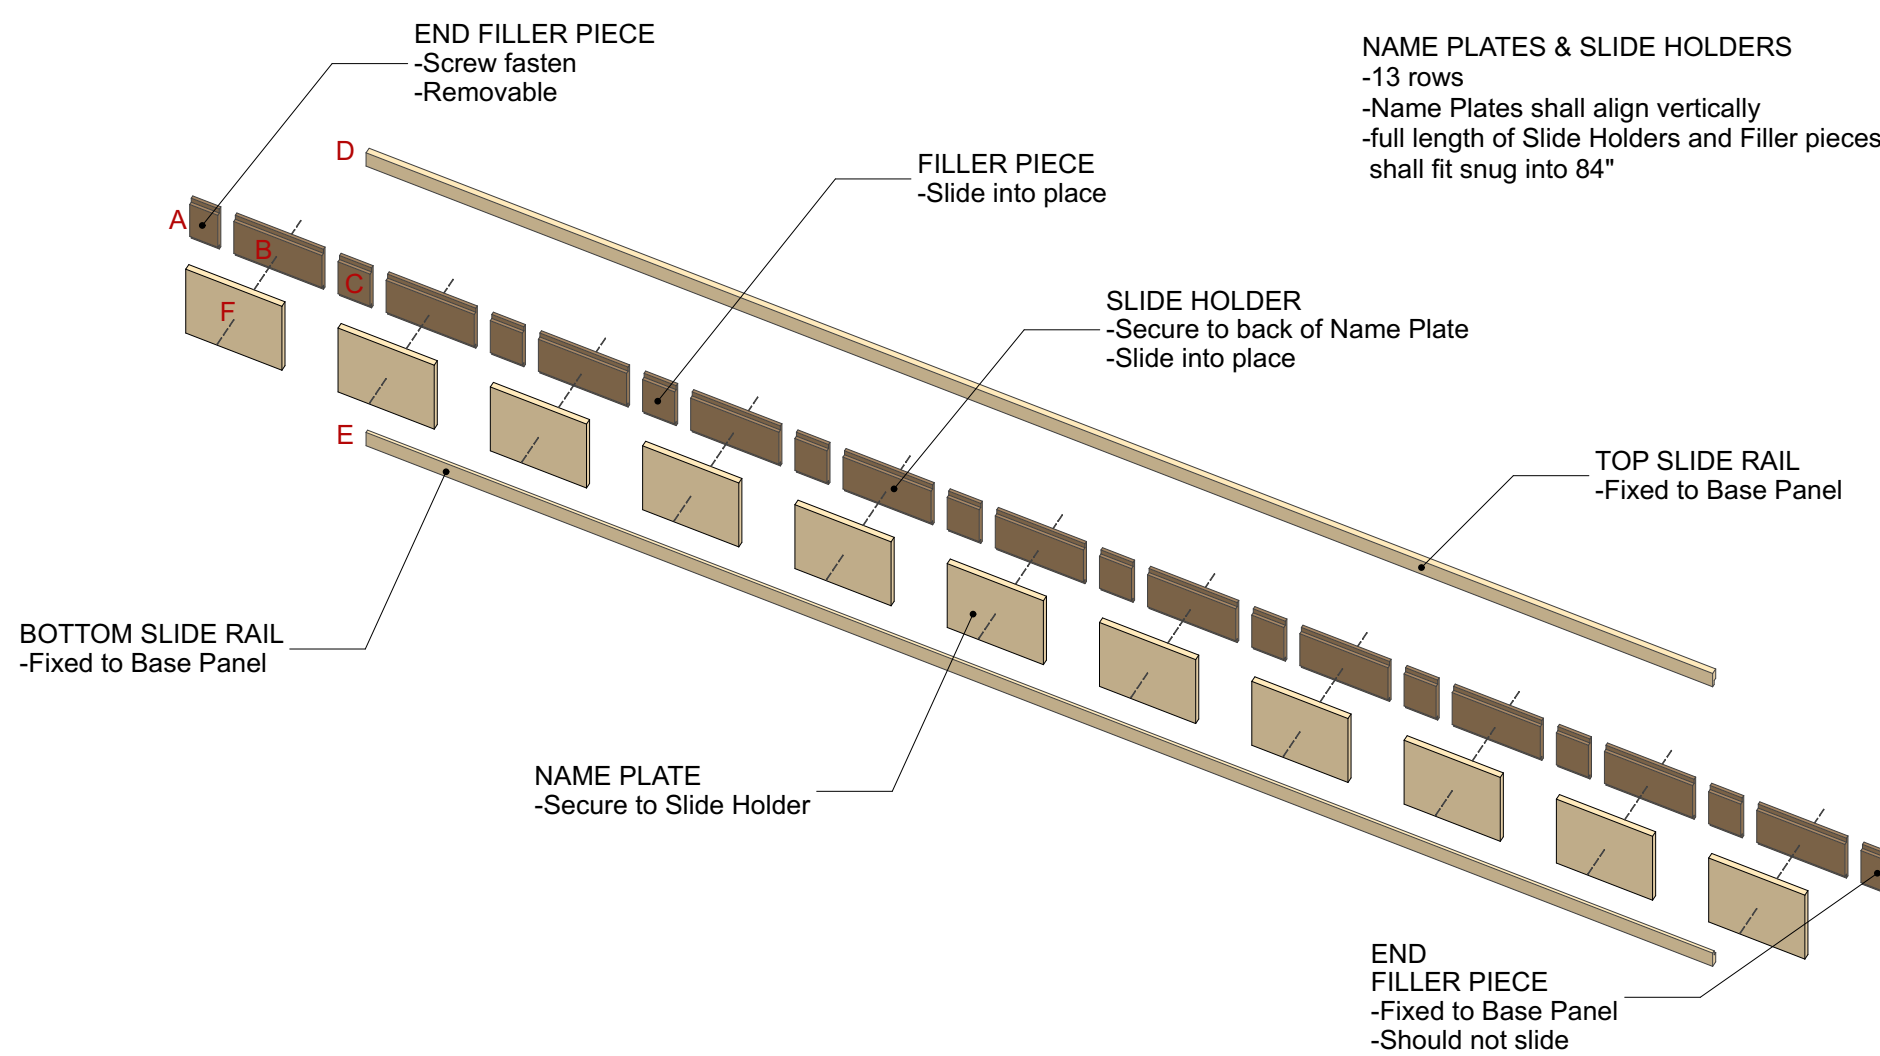 END FILLER PIECE
-Screw fasten
-Removable
NAME PLATES & SLIDE HOLDERS
-13 rows
-Name Plates shall align vertically
-full length of Slide Holders and Filler pieces
shall fit snug into 84"
D
FILLER PIECE
-Slide into place
A
B
C
F
SLIDE HOLDER
-Secure to back of Name Plate
-Slide into place
E
TOP SLIDE RAIL
-Fixed to Base Panel
BOTTOM SLIDE RAIL
-Fixed to Base Panel
NAME PLATE
-Secure to Slide Holder
END
FILLER PIECE
-Fixed to Base Panel
-Should not slide